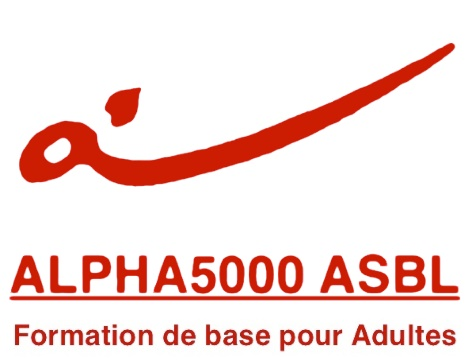 ALPHA5000 ASBL
Formation de base pour Adultes